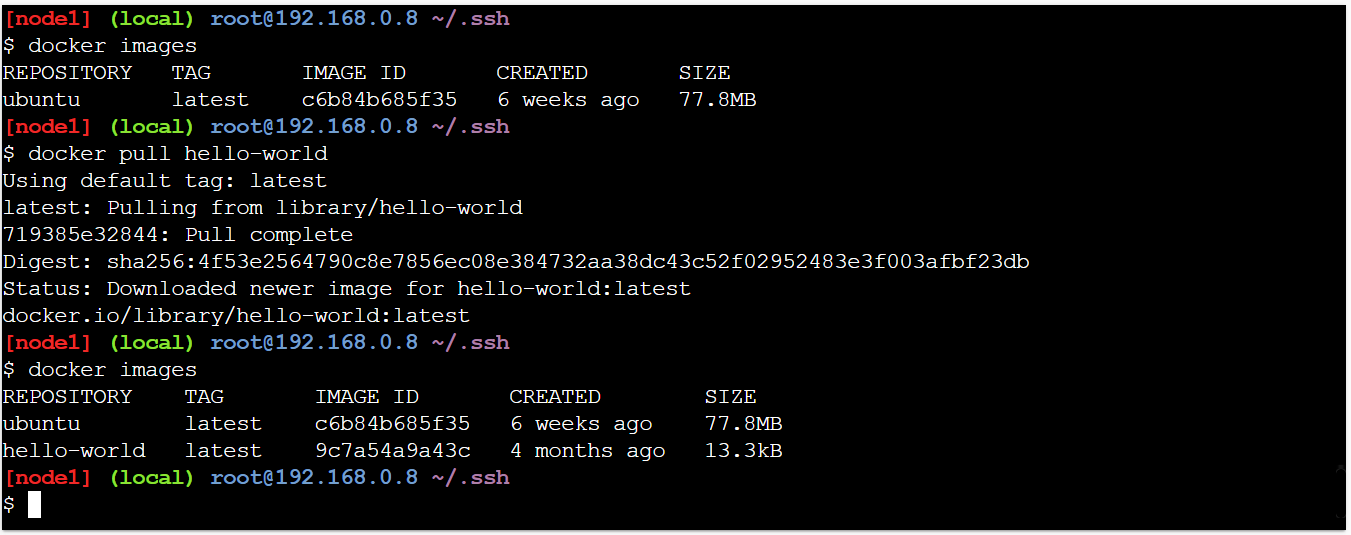 [node1] (local) root@192.168.0.8 ~/.ssh
$ docker images
REPOSITORY   TAG       IMAGE ID       CREATED       SIZE
ubuntu       latest    c6b84b685f35   6 weeks ago   77.8MB
[node1] (local) root@192.168.0.8 ~/.ssh
$ docker pull hello-world
Using default tag: latest
latest: Pulling from library/hello-world
719385e32844: Pull complete
Digest: sha256:4f53e2564790c8e7856ec08e384732aa38dc43c52f02952483e3f003afbf23db
Status: Downloaded newer image for hello-world:latest
docker.io/library/hello-world:latest
[node1] (local) root@192.168.0.8 ~/.ssh
$ docker images
REPOSITORY    TAG       IMAGE ID       CREATED        SIZE
ubuntu        latest    c6b84b685f35   6 weeks ago    77.8MB
hello-world   latest    9c7a54a9a43c   4 months ago   13.3kB
[node1] (local) root@192.168.0.8 ~/.ssh
$